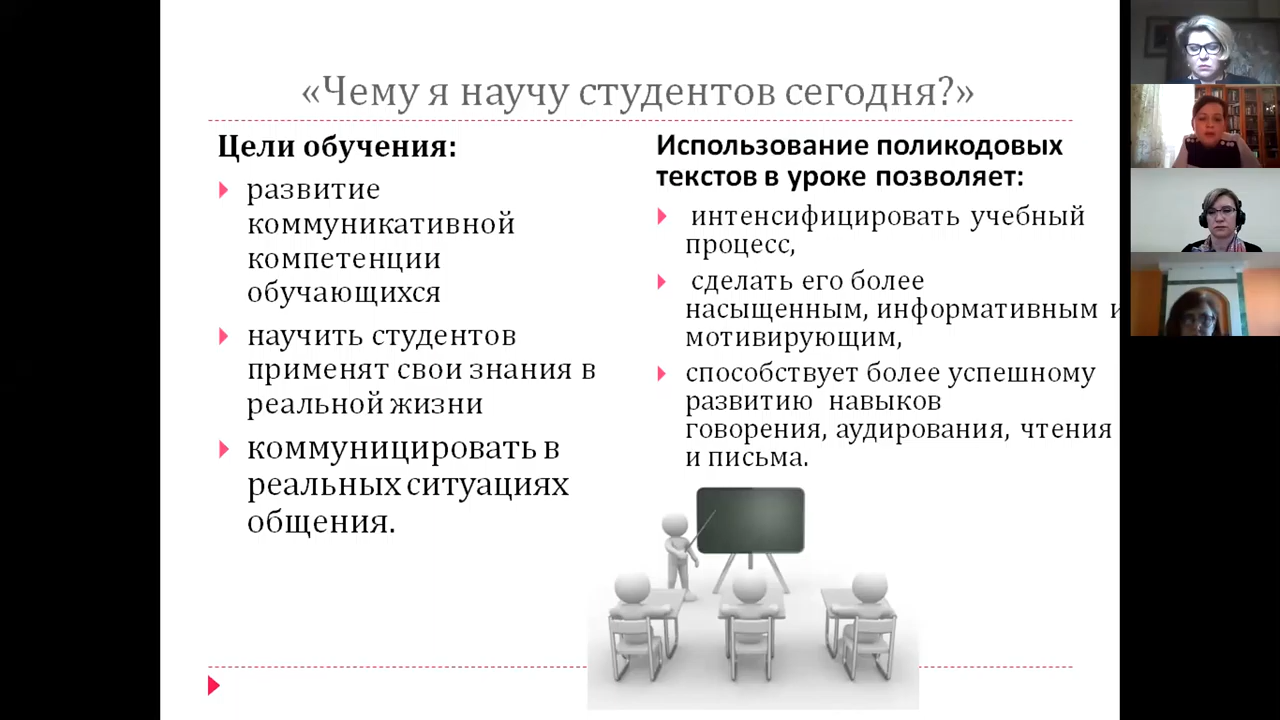 «Чему я научу студентов сегодня?»
Цели обучения:
развитие
коммуникативной
компетенции
обучающихся
научить студентов
применят свои знания в
реальной жизни
коммуницировать в
реальных ситуациях
общения.
Использование поликодовых
текстов в уроке позволяет:
интенсифицировать учебный
процесс,
сделать его более
насыщенным, информативным и
мотивирующим,
способствует более успешному
развитию навыков
говорения, аудирования, чтения
и письма.